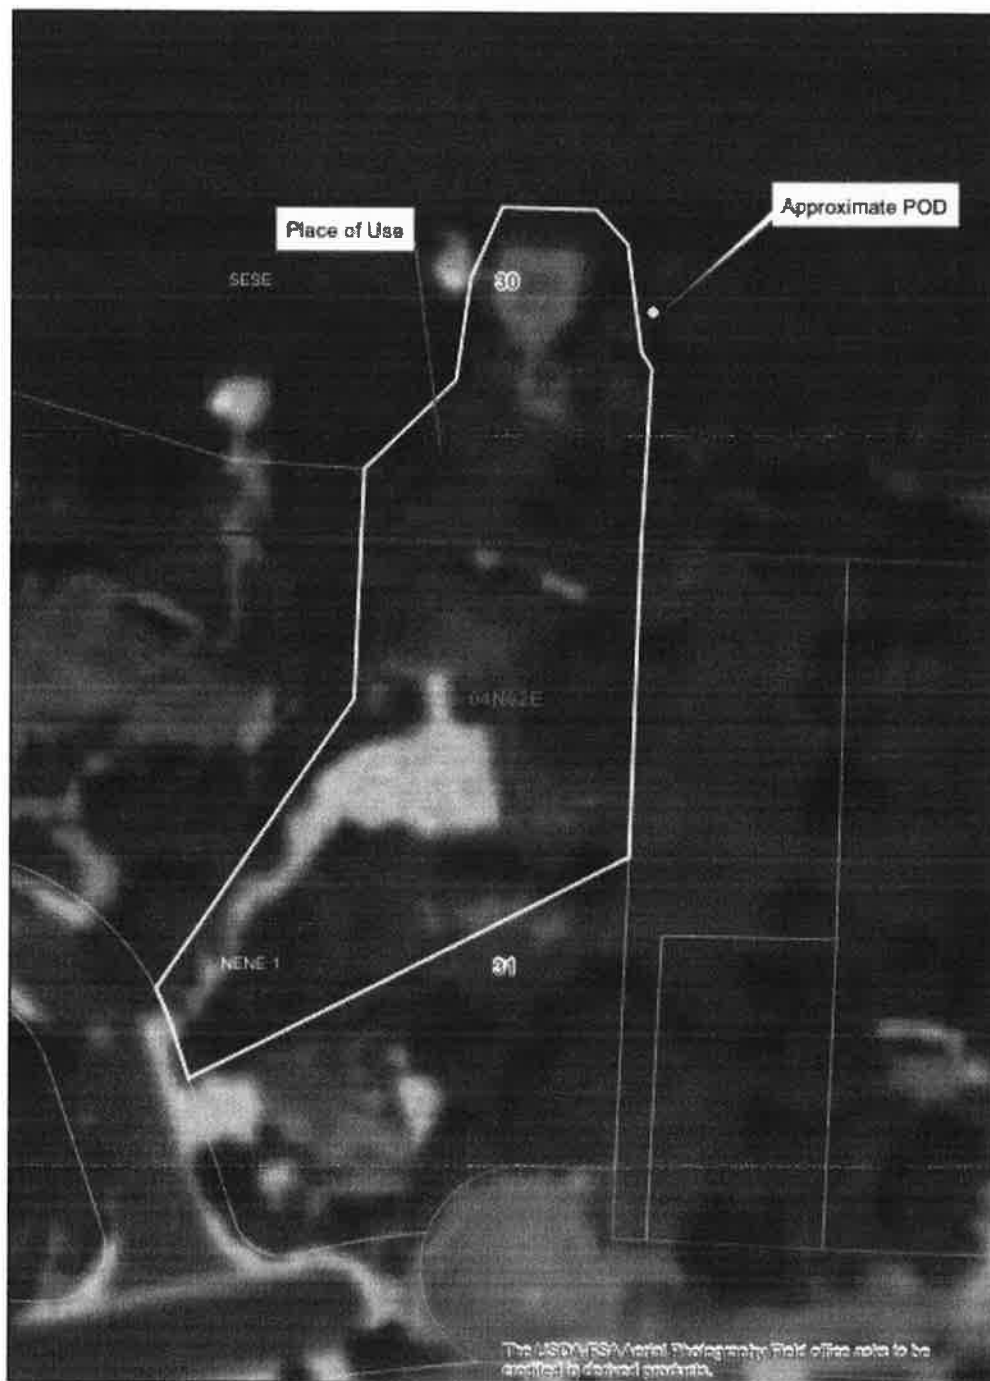 Approximate POD
Place of Use
SESE
30
04N02E
NENE 1
31
The USDA-FSA Aerial Photography Field office asks to be
credited in derived products.